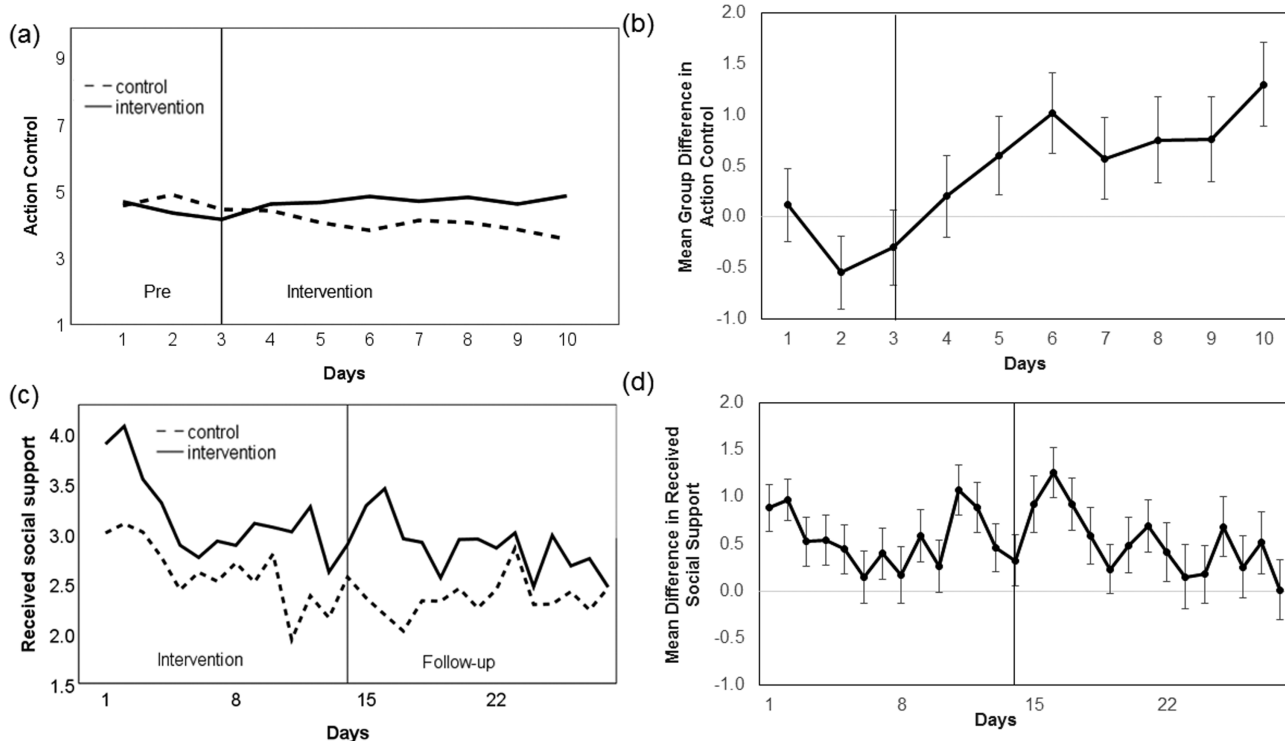 (a)
9
7
5
3
1
Action Control
control
intervention
Pre
Intervention
1 2 3 4 5 6 7 8 9 10
Days
(b)
2.0
1.5
1.0
0.5
0.0
-0.5
-1.0
Mean Group Difference in
Action Control
1 2 3 4 5 6 7 8 9 10
Days
(c)
4.0
3.5
3.0
2.5
2.0
1.5
Received social support
control
intervention
Intervention
Follow-up
1 8 15 22
Days
(d)
2.0
1.5
1.0
0.5
0.0
-0.5
-1.0
Mean Difference in Received
Social Support
1 8 15 22
Days